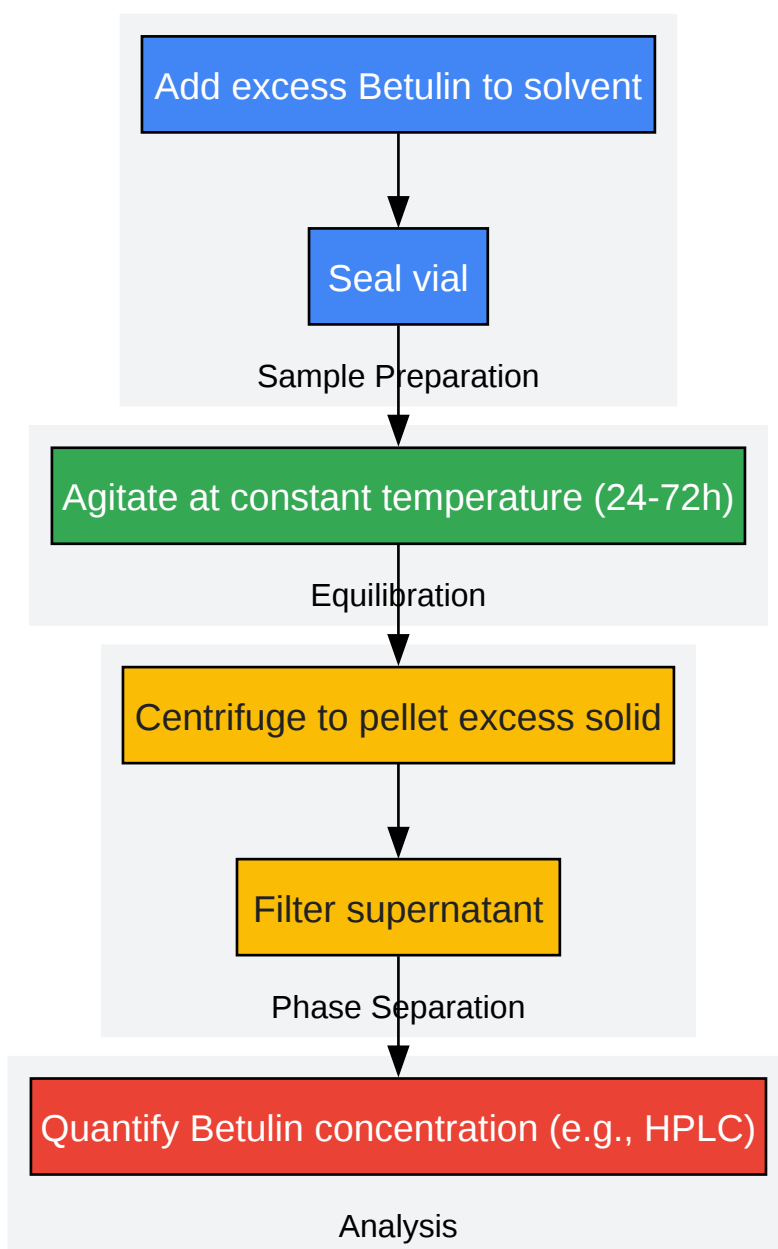 Add excess Betulin to solvent
Seal vial
Sample Preparation
Agitate at constant temperature (24-72h)
Equilibration
Centrifuge to pellet excess solid
Filter supernatant
Phase Separation
Quantify Betulin concentration (e.g., HPLC)
Analysis